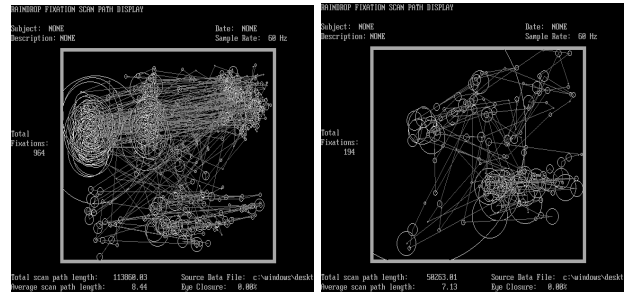 RAINDROP FIXATION SCAN PATH DISPLAY
Subject: NONE Date: NONE
Description: NONE Sample Rate: 60 Hz
Total
Fixations:
964
Total scan path length: 113860.03 Source Data File: c:\windows\deskt
Average scan path length: 8.44 Eye Closure: 0.00%
RAINDROP FIXATION SCAN PATH DISPLAY
Subject: NONE Date: NONE
Description: NONE Sample Rate: 60 Hz
Total
Fixations:
194
Total scan path length: 50263.01 Source Data File: c:\windows\deskt
Average scan path length: 7.13 Eye Closure: 0.00%